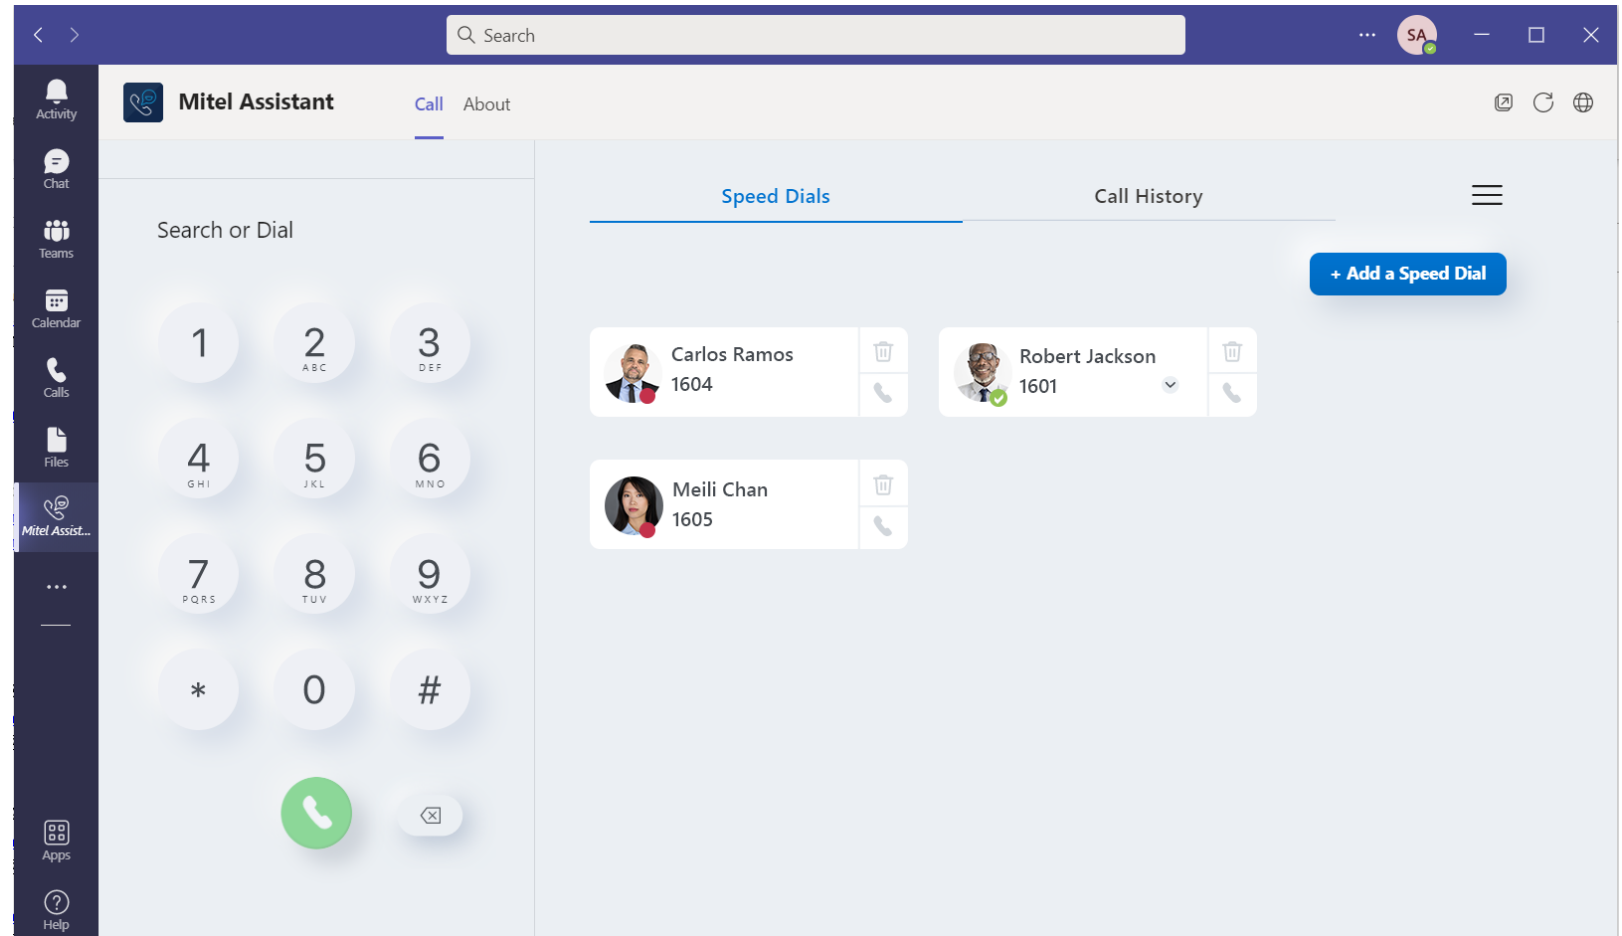 Search
SA
Activity
Chat
Teams
Calendar
Calls
Files
Mitel Assist...
Apps
Help
Mitel Assistant
Call
About
Search or Dial
1
2
ABC
3
DEF
4
GHI
5
JKL
6
MNO
7
PQRS
8
TUV
9
WXYZ
*
0
#
Speed Dials
Call History
+ Add a Speed Dial
Carlos Ramos
1604
Robert Jackson
1601
Meili Chan
1605